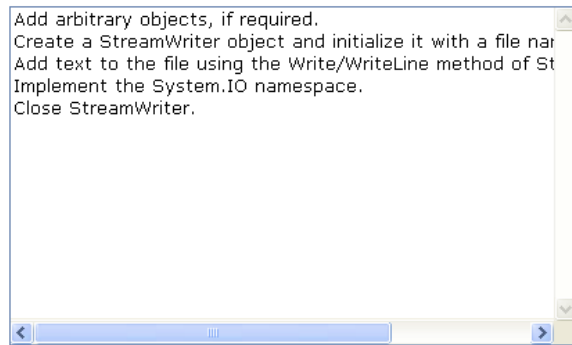 Add arbitrary objects, if required.
Create a StreamWriter object and initialize it with a file
Add text to the file using the Write/WriteLine method of
Implement the System.IO namespace.
Close StreamWriter.